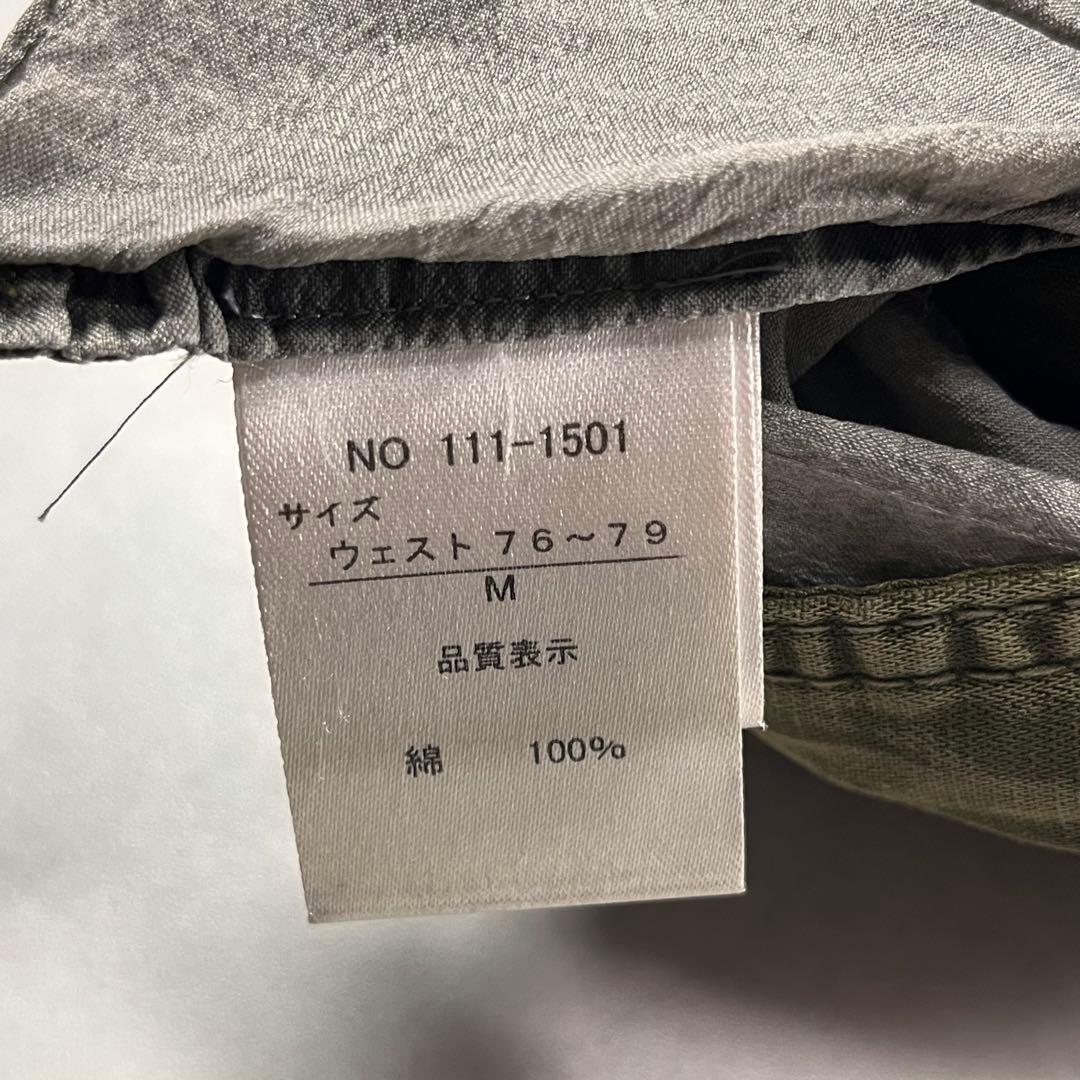 NO 111-1501
サイズ
ウェスト 76～79
M
品質表示
綿 100%